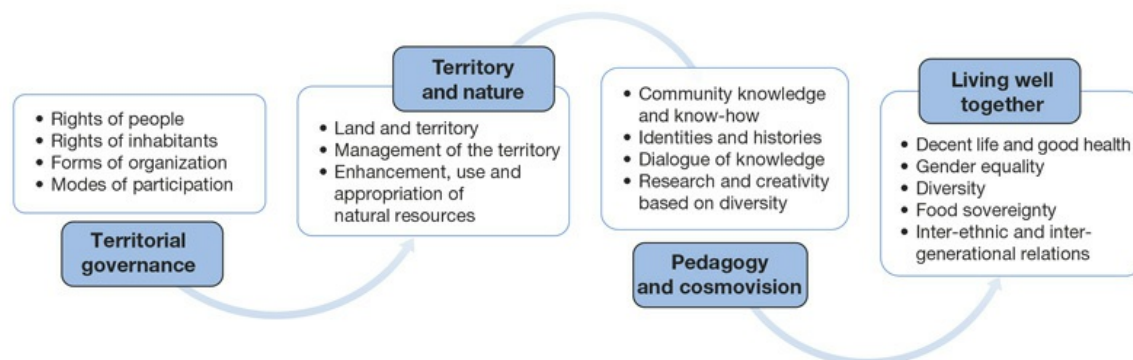 • Rights of people
• Rights of inhabitants
• Forms of organization
• Modes of participation
Territorial
governance
Territory
and nature
• Land and territory
• Management of the territory
• Enhancement, use and
appropriation of
natural resources
• Community knowledge
and know-how
• Identities and histories
• Dialogue of knowledge
• Research and creativity
based on diversity
Pedagogy
and cosmovision
Living well
together
• Decent life and good health
• Gender equality
• Diversity
• Food sovereignty
• Inter-ethnic and inter-
generational relations